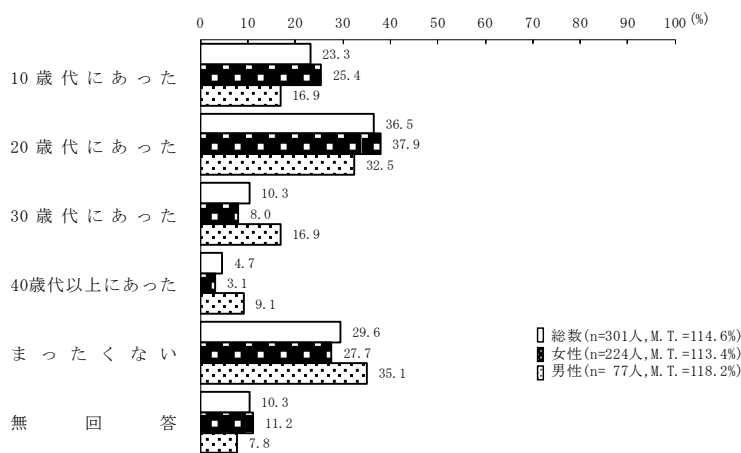 0 10 20 30 40 50 60 70 80 90 100 (%)
10歳代にあった
23.3
25.4
16.9
20歳代にあった
36.5
37.9
32.5
30歳代にあった
10.3
8.0
16.9
40歳代以上にあった
4.7
3.1
9.1
まったくない
29.6
27.7
35.1
無回答
10.3
11.2
7.8
総数(n=301人,M.T.=114.6%)
女性(n=224人,M.T.=113.4%)
男性(n= 77人,M.T.=118.2%)